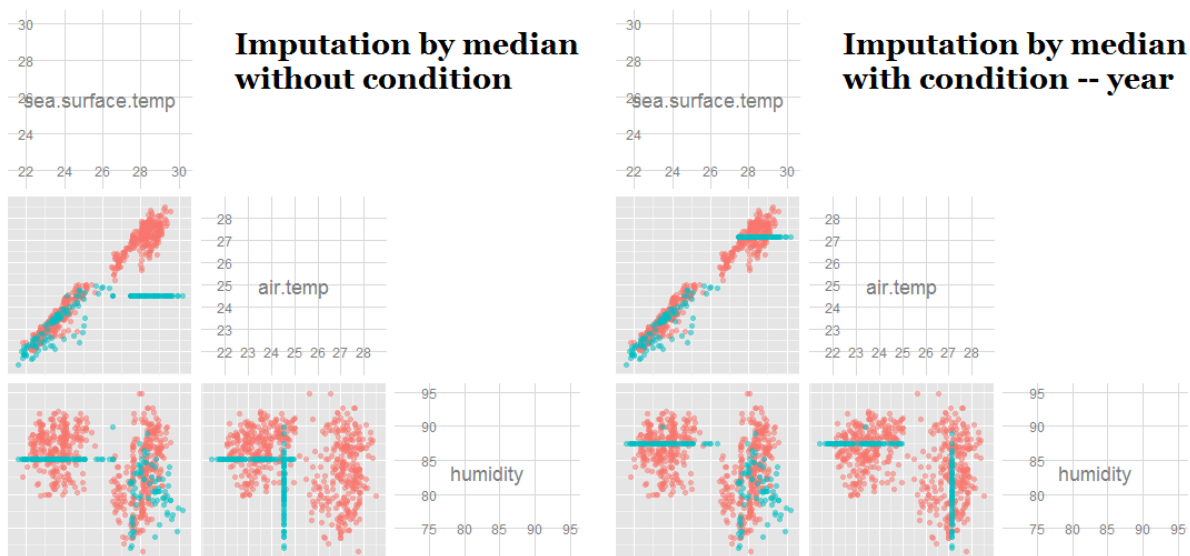 Imputation by median
without condition
30
28
26
24
sea.surface.temp
22 24 26 28 30
28
27
26
25
24
23
air.temp
22 23 24 25 26 27 28
95
90
85
80
humidity
75 80 85 90 95
Imputation by median
with condition -- year
30
28
26
24
sea.surface.temp
22 24 26 28 30
28
27
26
25
24
23
air.temp
22 23 24 25 26 27 28
95
90
85
80
humidity
75 80 85 90 95